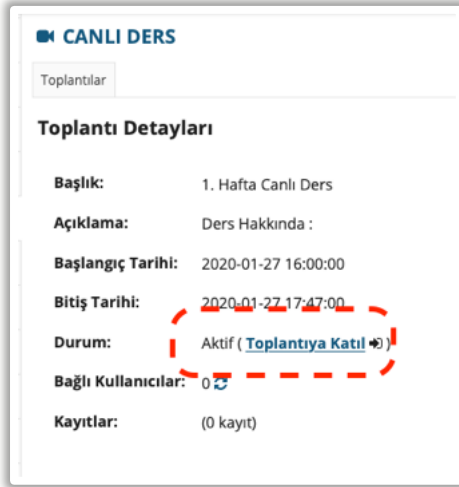 CANLI DERS
Toplantılar
Toplantı Detayları
Başlık: 1. Hafta Canlı Ders
Açıklama: Ders Hakkında :
Başlangıç Tarihi: 2020-01-27 16:00:00
Bitiş Tarihi: 2020-01-27 17:47:00
Durum: Aktif ( Toplantıya Katıl )
Bağlı Kullanıcılar: 0
Kayıtlar: (0 kayıt)